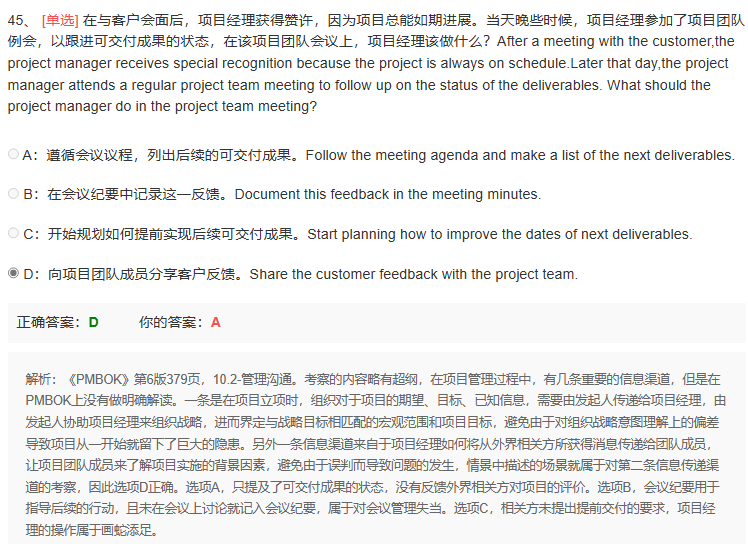 45、 [单选] 在与客户会面后，项目经理获得赞许，因为项目总能如期进展。当天晚些时候，项目经理参加了项目团队
例会，以跟进可交付成果的状态，在该项目团队会议上，项目经理该做什么？After a meeting with the customer,the
project manager receives special recognition because the project is always on schedule.Later that day,the project
manager attends a regular project team meeting to follow up on the status of the deliverables. What should the
project manager do in the project team meeting?
A：遵循会议议程，列出后续的可交付成果。Follow the meeting agenda and make a list of the next deliverables.
B：在会议纪要中记录这一反馈。Document this feedback in the meeting minutes.
C：开始规划如何提前实现后续可交付成果。Start planning how to improve the dates of next deliverables.
D：向项目团队成员分享客户反馈。Share the customer feedback with the project team.
正确答案：D 你的答案：A
解析：《PMBOK》第6版379页，10.2-管理沟通。考察的内容略有超纲，在项目管理过程中，有几条重要的信息渠道，但是在
PMBOK上没有做明确解读。一条是在项目立项时，组织对于项目的期望、目标、已知信息，需要由发起人传递给项目经理，由
发起人协助项目经理来组织战略，进而界定与战略目标相匹配的宏观范围和项目目标，避免由于对组织战略意图理解上的偏差
导致项目从一开始就留下了巨大的隐患。另外一条信息渠道来自于项目经理如何将从外界相关方所获得消息传递给团队成员，
让项目团队成员来了解项目实施的背景因素，避免由于误判而导致问题的发生，情景中描述的场景就属于对第二条信息传递渠
道的考察，因此选项D正确。选项A，只提及了可交付成果的状态，没有反馈外界相关方对项目的评价。选项B，会议纪要用于
指导后续的行动，且未在会议上讨论就记入会议纪要，属于对会议管理失当。选项C，相关方未提出提前交付的要求，项目经
理的操作属于画蛇添足。